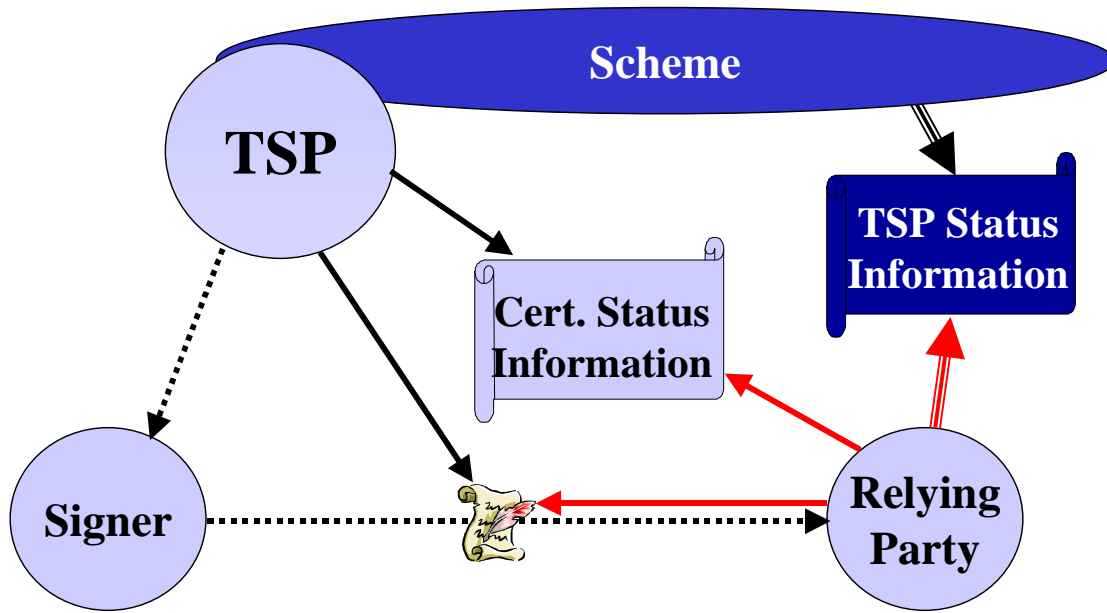 Scheme
TSP
TSP Status
Information
Cert. Status
Information
Signer
Relying
Party